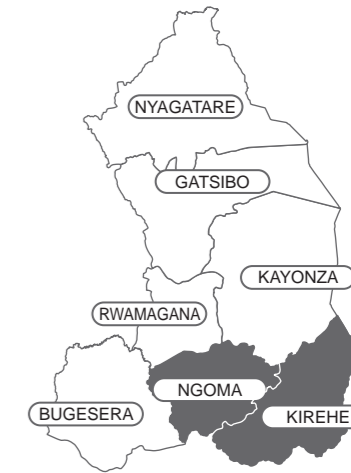 NYAGATARE
GATSIBO
KAYONZA
RWAMAGANA
NGOMA
BUGESERA
KIREHE